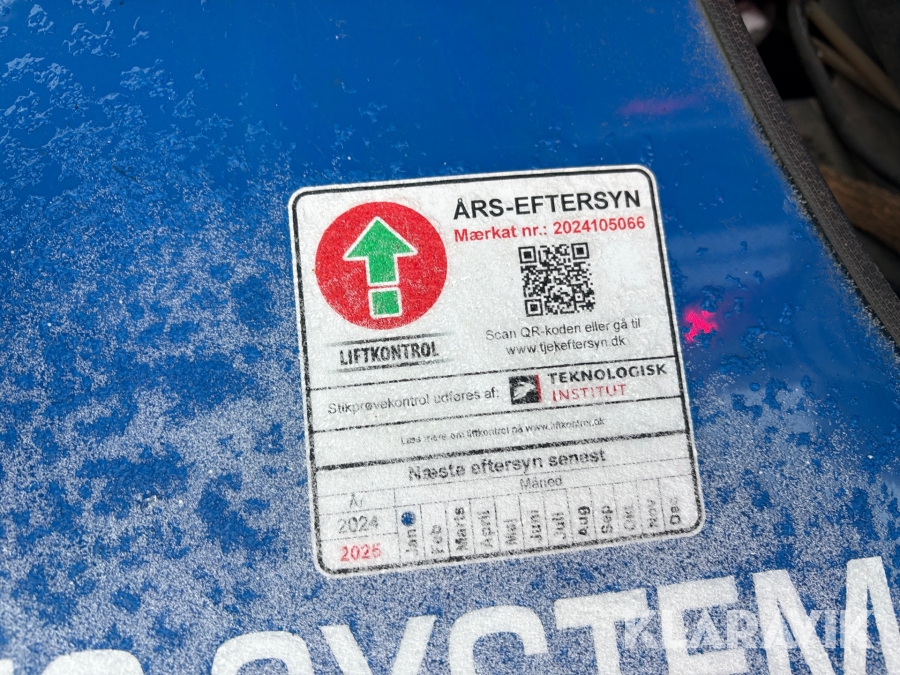 ÅRS-EFTERSYN
Mærkat nr.: 2024105066
Scan QR-koden eller gå til
www.tjekeftersyn.dk
LIFTKONTROL
Stikprøvekontrol udføres af:
TEKNOLOGISK
INSTITUT
Læs mere om liftkontrol på www.liftkontrol.dk
Næste eftersyn senest
År
Måned
2024
2025
Jan Feb Marts April Maj Juni Juli Aug Sep Okt Nov Dec
SYSTEM
KLARAVIK